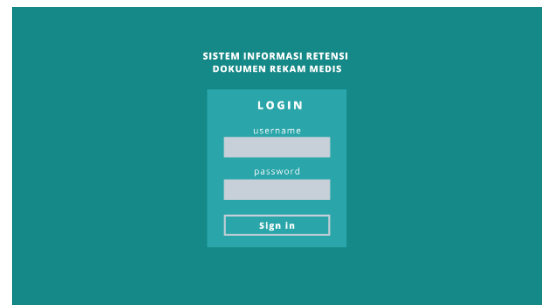 SISTEM INFORMASI RETENSI
DOKUMEN REKAM MEDIS
LOGIN
username
password
Sign in